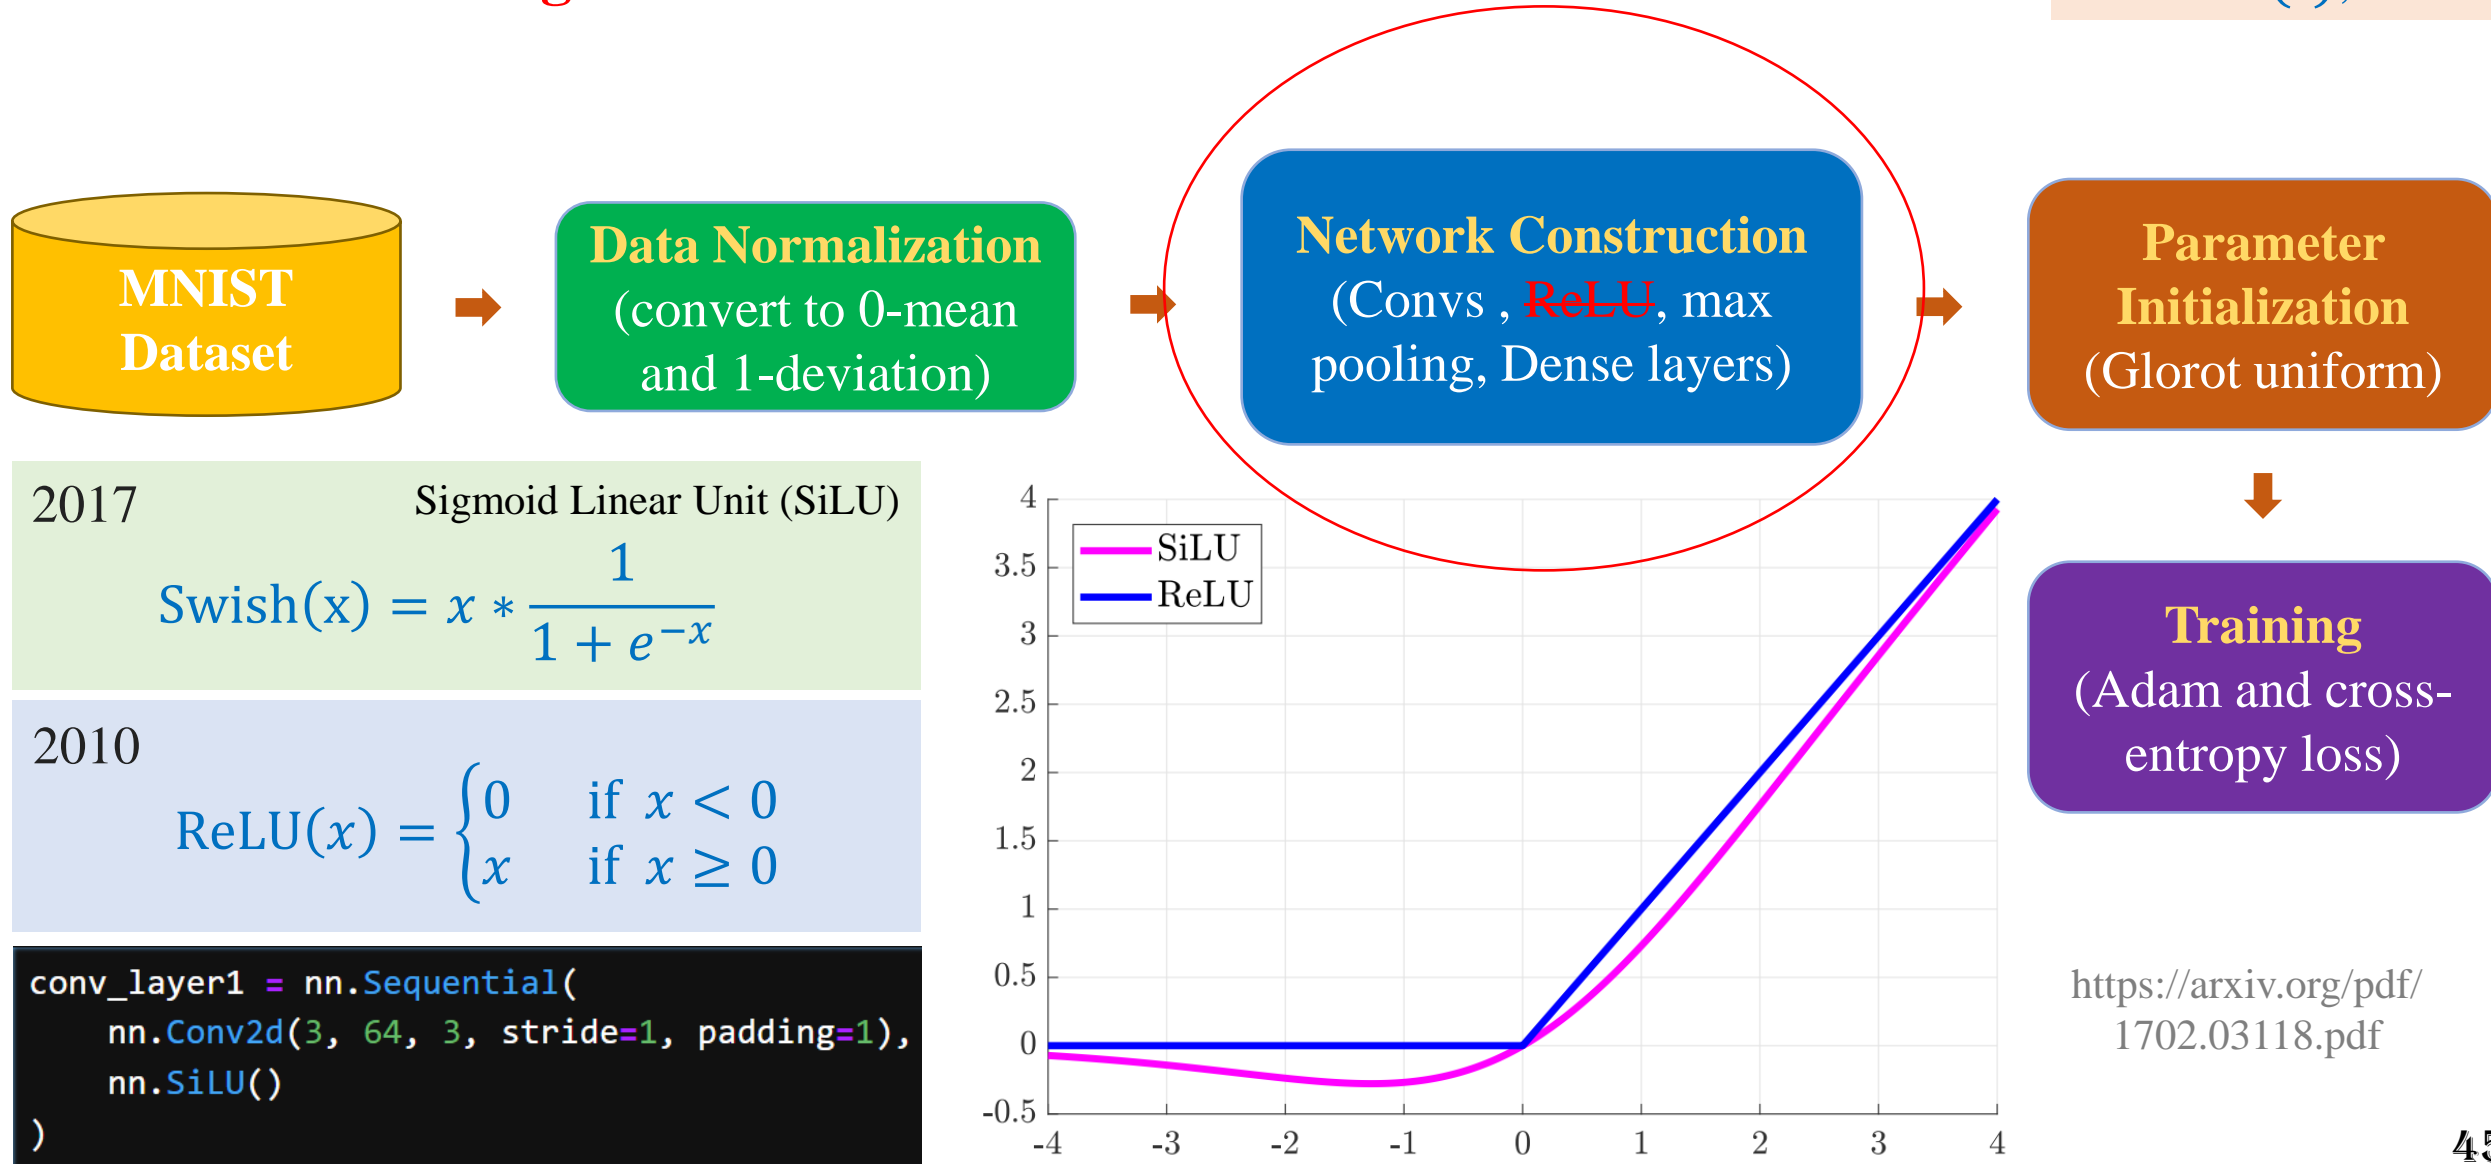 MNIST
Dataset
Data Normalization
(convert to 0-mean
and 1-deviation)
Network Construction
(Convs , ReLU, max
pooling, Dense layers)
Parameter
Initialization
(Glorot uniform)
Training
(Adam and cross-
entropy loss)
2017
Sigmoid Linear Unit (SiLU)
Swish(x) = x * 1 / (1 + e^{-x})
2010
ReLU(x) = { 0 if x < 0
x if x ≥ 0
conv_layer1 = nn.Sequential(
nn.Conv2d(3, 64, 3, stride=1, padding=1),
nn.SiLU()
)
SiLU
ReLU
4
3.5
3
2.5
2
1.5
1
0.5
0
-0.5
-4 -3 -2 -1 0 1 2 3 4
https://arxiv.org/pdf/
1702.03118.pdf
45